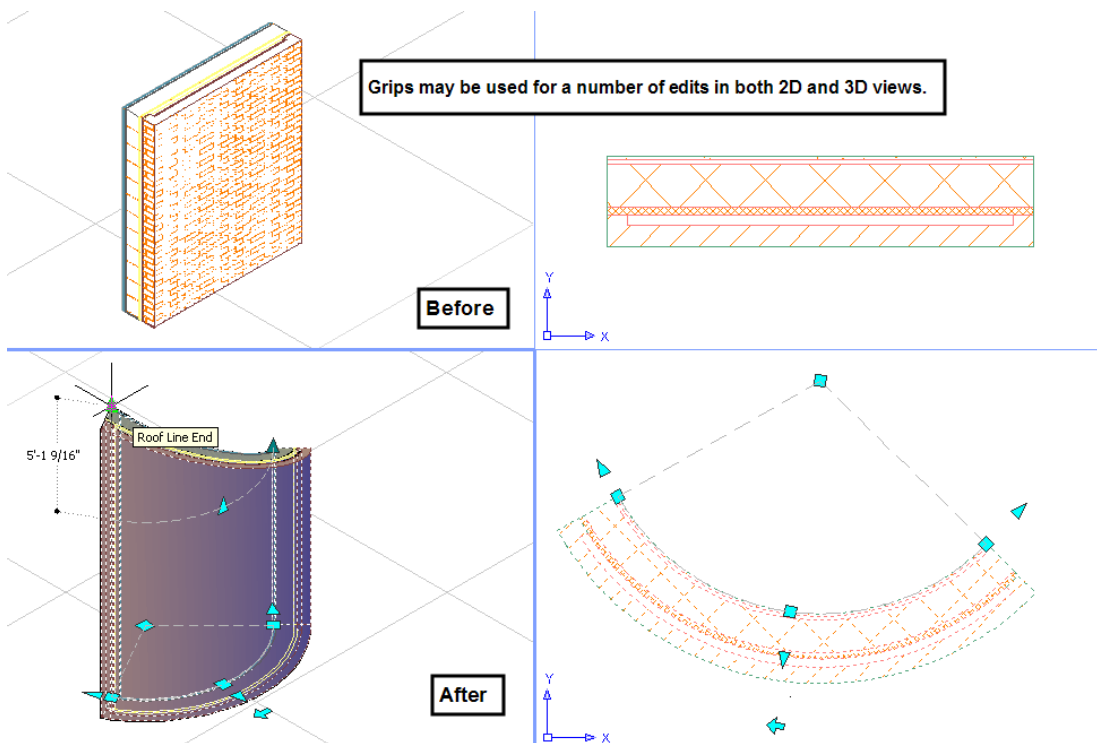 Grips may be used for a number of edits in both 2D and 3D views.
Before
Y
X
Roof Line End
5'-1 9/16"
After
Y
X